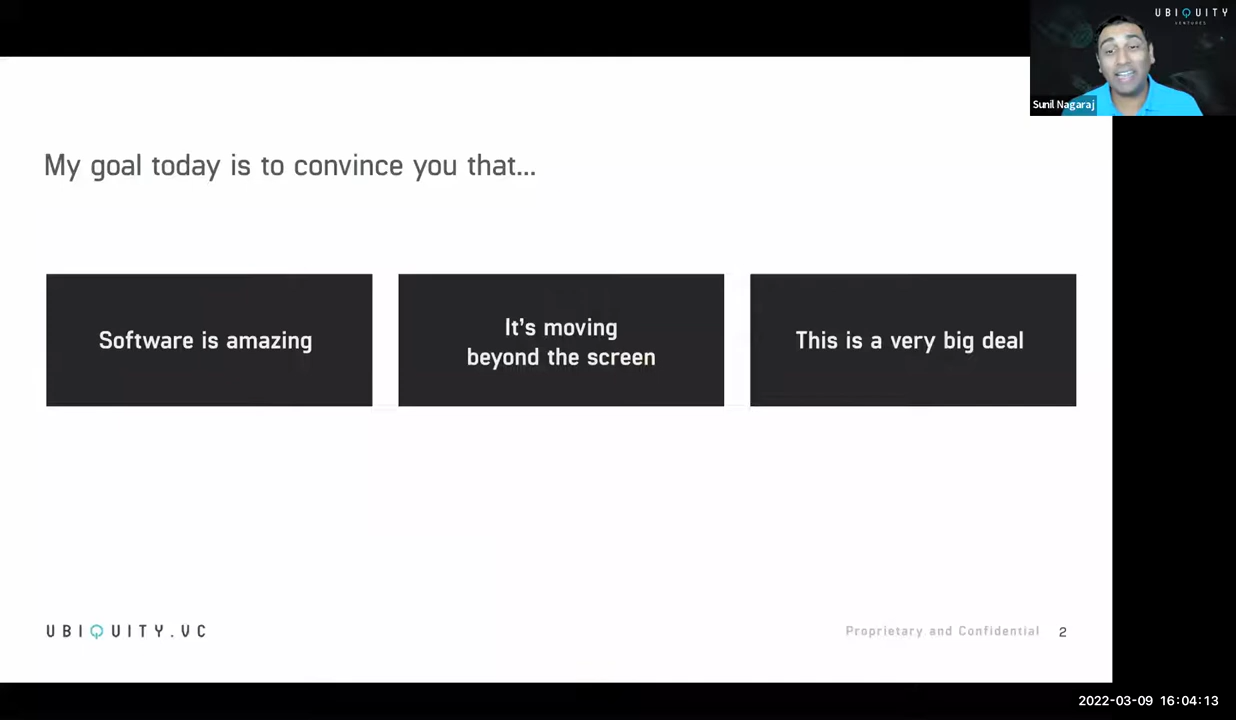 UBIQUITY
VENTURES
Sunil Nagaraj
My goal today is to convince you that...
Software is amazing
It's moving
beyond the screen
This is a very big deal
UBIQUITY.VC
Proprietary and Confidential 2
2022-03-09 16:04:13